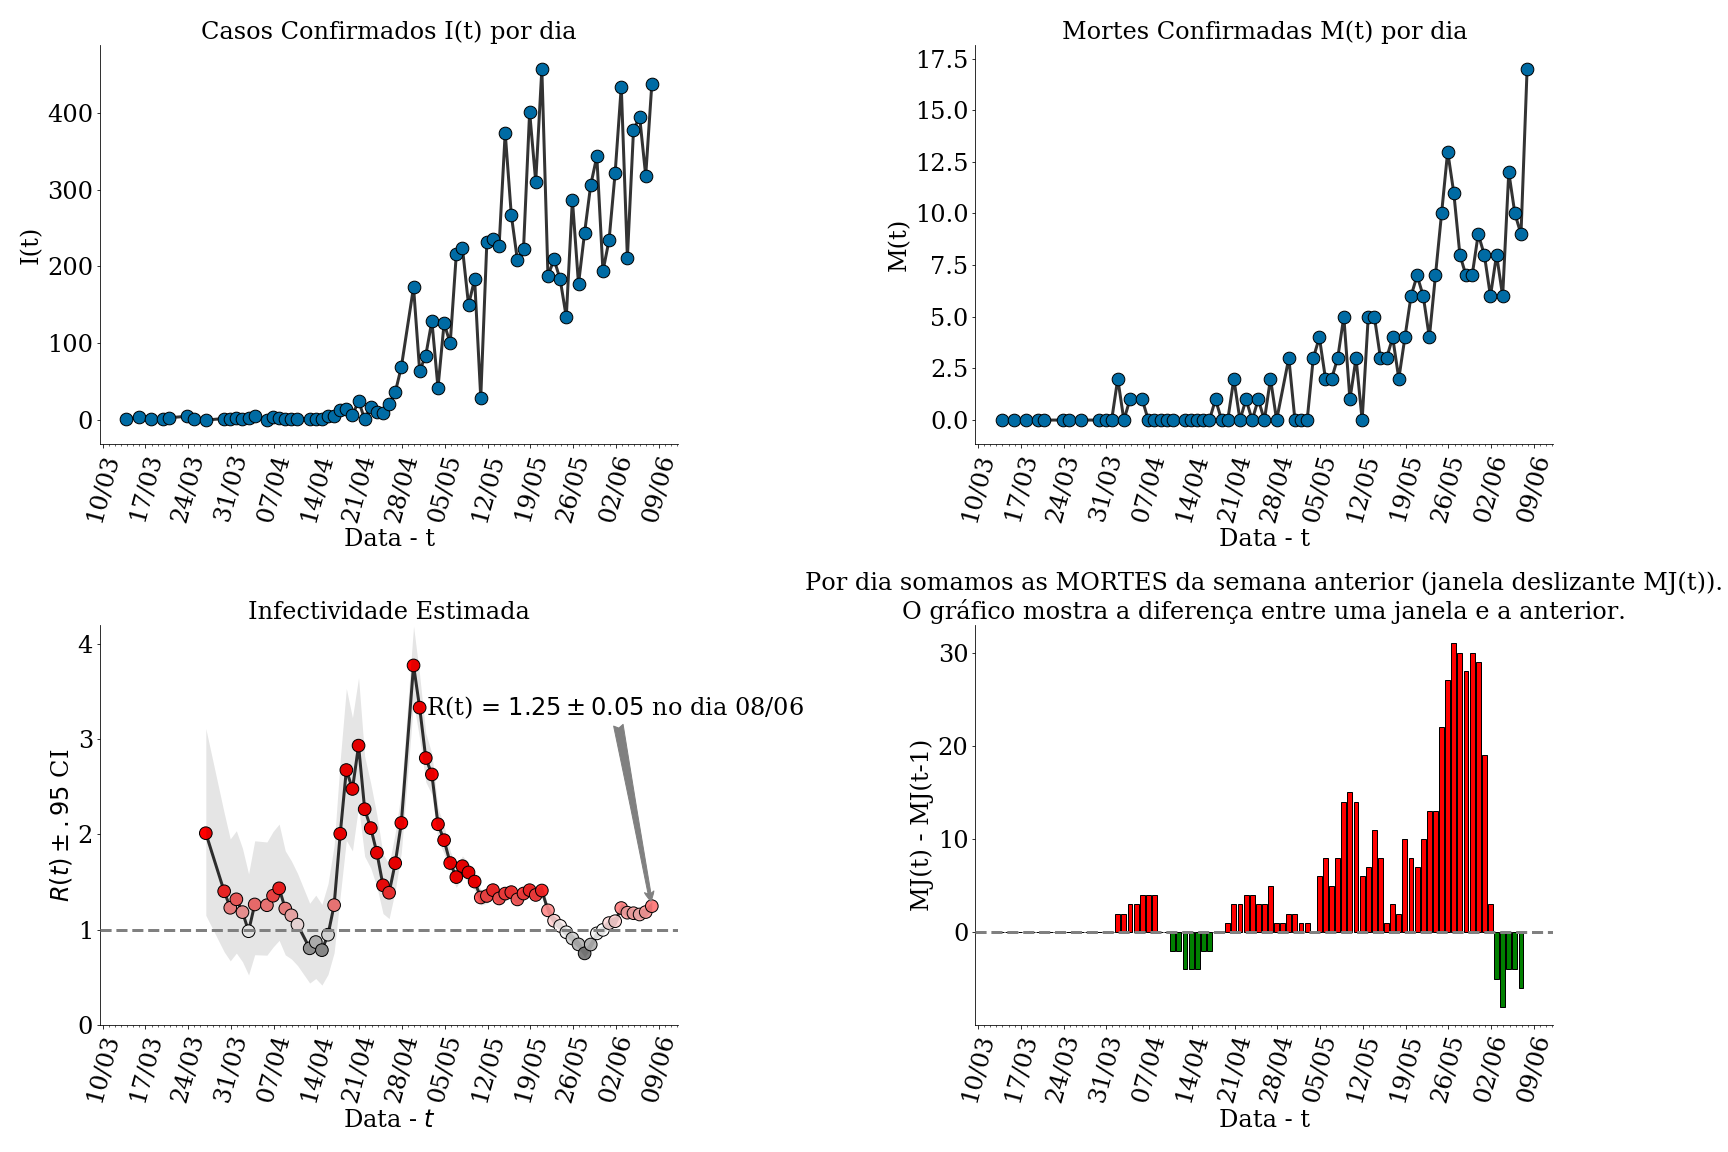 Casos Confirmados I(t) por dia
I(t)
400
300
200
100
0
10/03 17/03 24/03 31/03 07/04 14/04 21/04 28/04 05/05 12/05 19/05 26/05 02/06 09/06
Data - t
Mortes Confirmadas M(t) por dia
M(t)
17.5
15.0
12.5
10.0
7.5
5.0
2.5
0.0
10/03 17/03 24/03 31/03 07/04 14/04 21/04 28/04 05/05 12/05 19/05 26/05 02/06 09/06
Data - t
Infectividade Estimada
R(t) ± .95 CI
4
3
2
1
0
R(t) = 1.25 ± 0.05 no dia 08/06
10/03 17/03 24/03 31/03 07/04 14/04 21/04 28/04 05/05 12/05 19/05 26/05 02/06 09/06
Data - t
Por dia somamos as MORTES da semana anterior (janela deslizante MJ(t)).
O gráfico mostra a diferença entre uma janela e a anterior.
MJ(t) - MJ(t-1)
30
20
10
0
10/03 17/03 24/03 31/03 07/04 14/04 21/04 28/04 05/05 12/05 19/05 26/05 02/06 09/06
Data - t